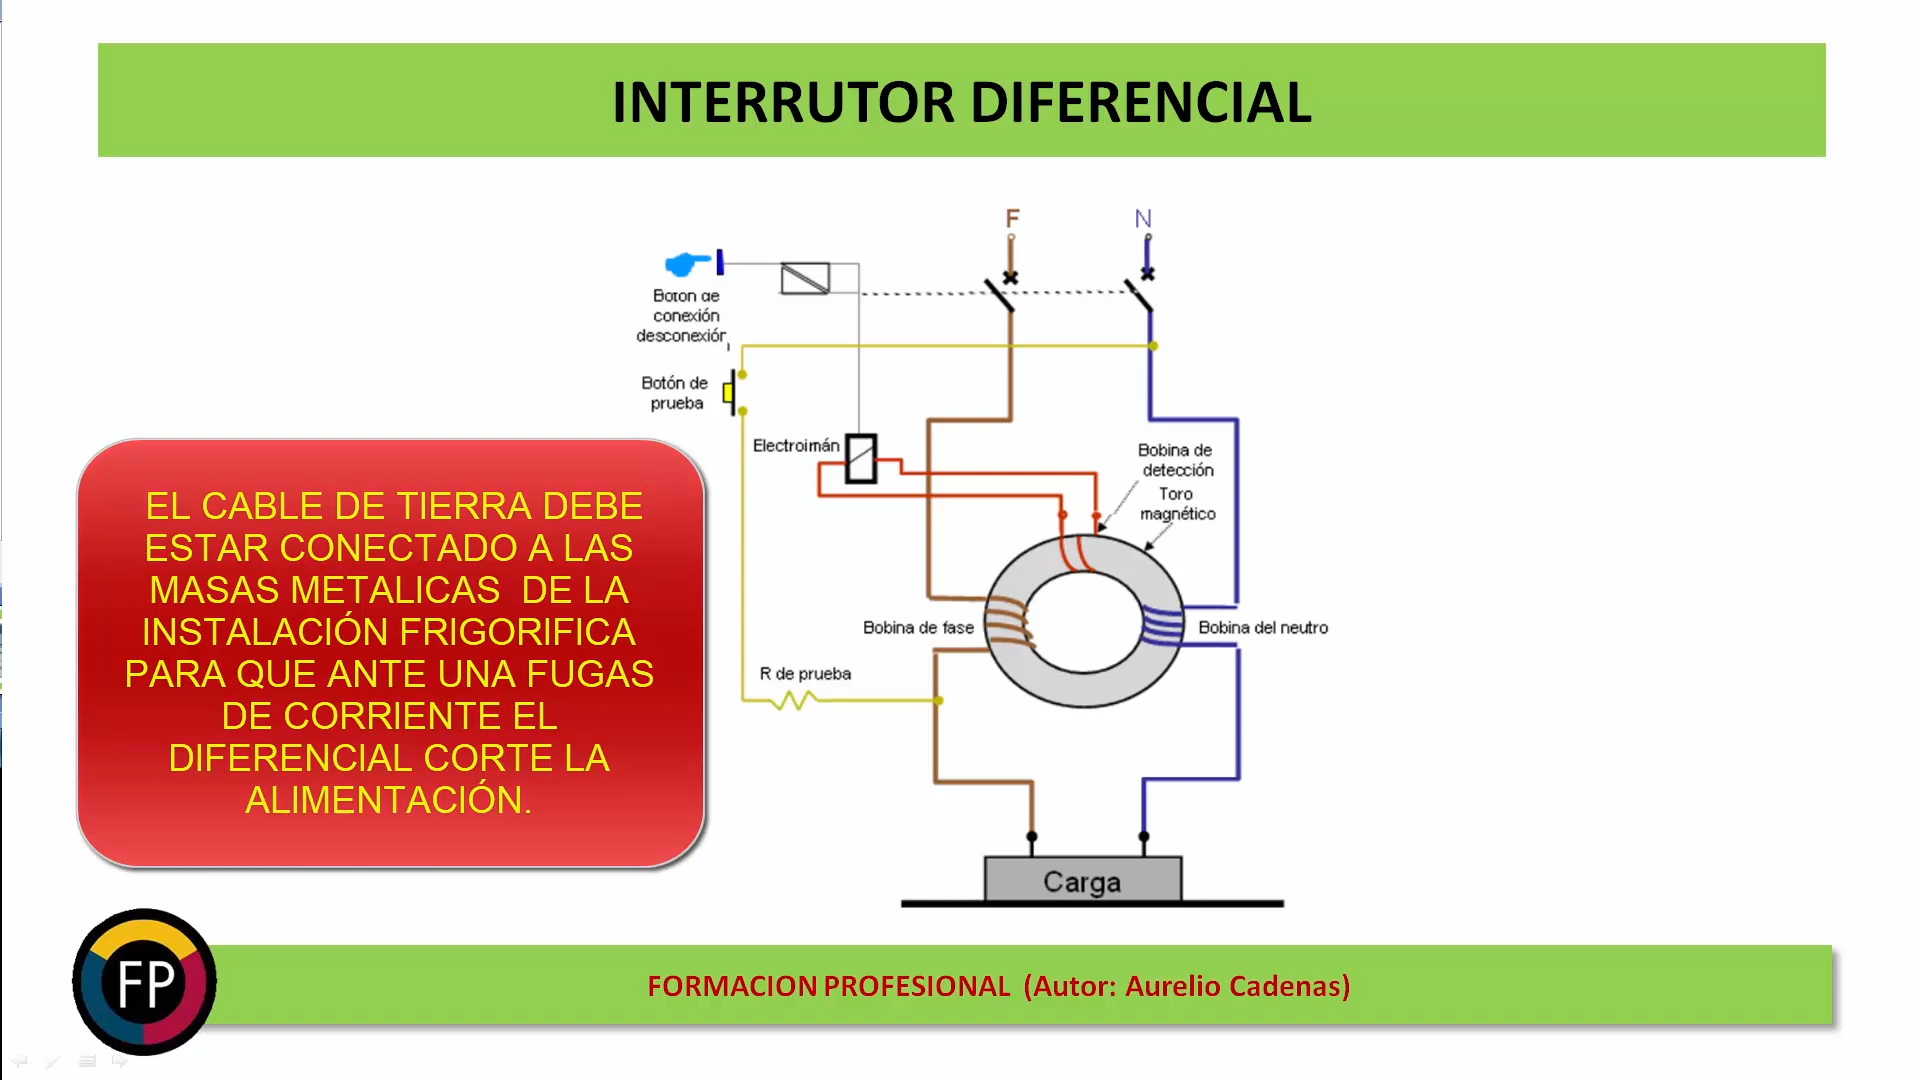 INTERRUTOR DIFERENCIAL
F
N
Botón de
conexión
desconexión
Botón de
prueba
Electroimán
Bobina de
detección
Toro
magnético
EL CABLE DE TIERRA DEBE
ESTAR CONECTADO A LAS
MASAS METALICAS DE LA
INSTALACIÓN FRIGORIFICA
PARA QUE ANTE UNA FUGAS
DE CORRIENTE EL
DIFERENCIAL CORTE LA
ALIMENTACIÓN.
Bobina de fase
Bobina del neutro
R de prueba
Carga
FP
FORMACION PROFESIONAL (Autor: Aurelio Cadenas)